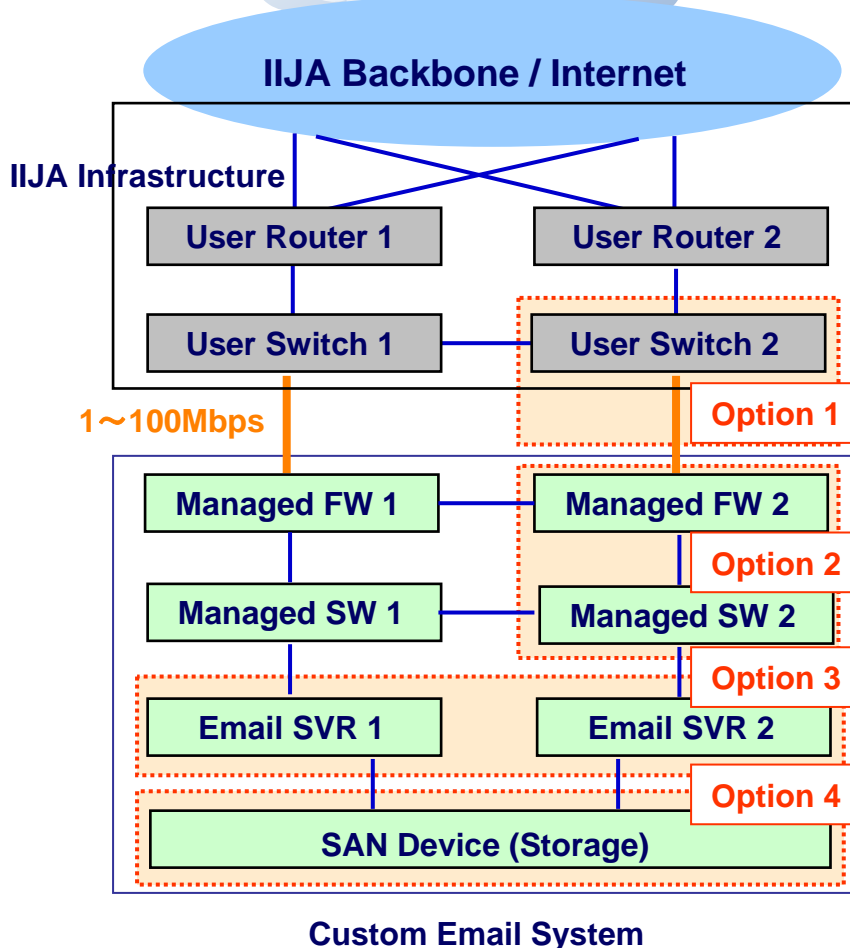 IIJA Backbone / Internet
IIJA Infrastructure
User Router 1
User Router 2
User Switch 1
User Switch 2
Option 1
1～100Mbps
Managed FW 1
Managed FW 2
Option 2
Managed SW 1
Managed SW 2
Option 3
Email SVR 1
Email SVR 2
Option 4
SAN Device (Storage)
Custom Email System